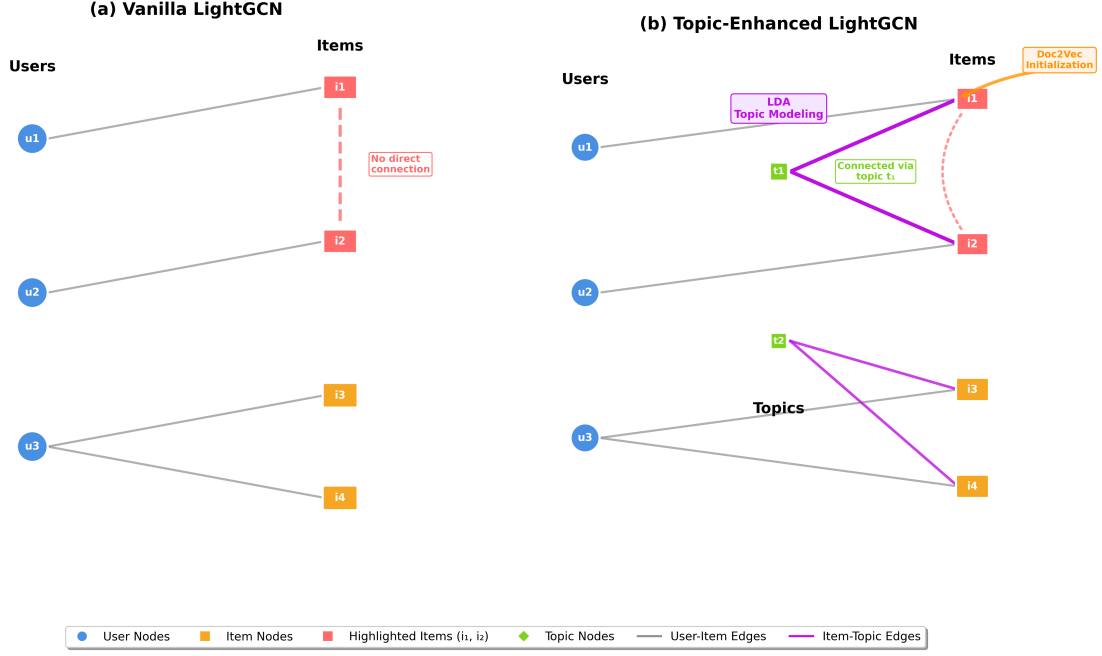 (a) Vanilla LightGCN
Users
Items
i1
u1
No direct
connection
i2
u2
i3
u3
i4
(b) Topic-Enhanced LightGCN
Users
Items
Doc2Vec
Initialization
i1
LDA
Topic Modeling
u1
t1
Connected via
topic t₁
i2
u2
t2
i3
Topics
u3
i4
User Nodes
Item Nodes
Highlighted Items (i₁, i₂)
Topic Nodes
User-Item Edges
Item-Topic Edges